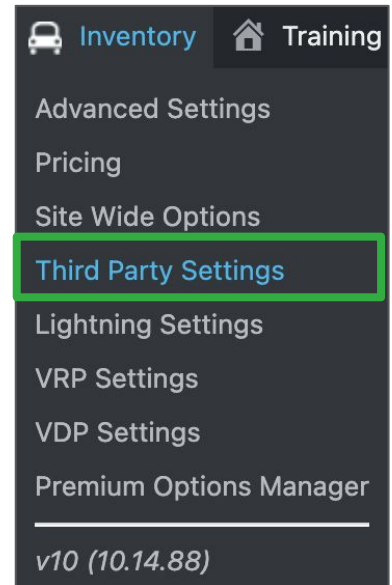 Inventory Training
Advanced Settings
Pricing
Site Wide Options
Third Party Settings
Lightning Settings
VRP Settings
VDP Settings
Premium Options Manager
v10 (10.14.88)